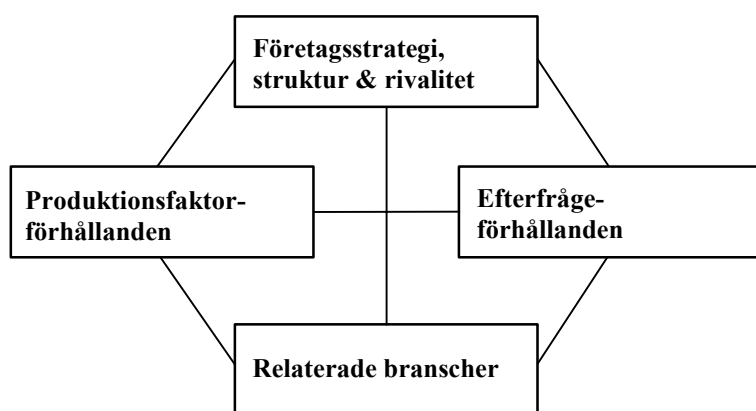 Företagsstrategi,
struktur & rivalitet
Produktionsfaktor-
förhållanden
Efterfråge-
förhållanden
Relaterade branscher